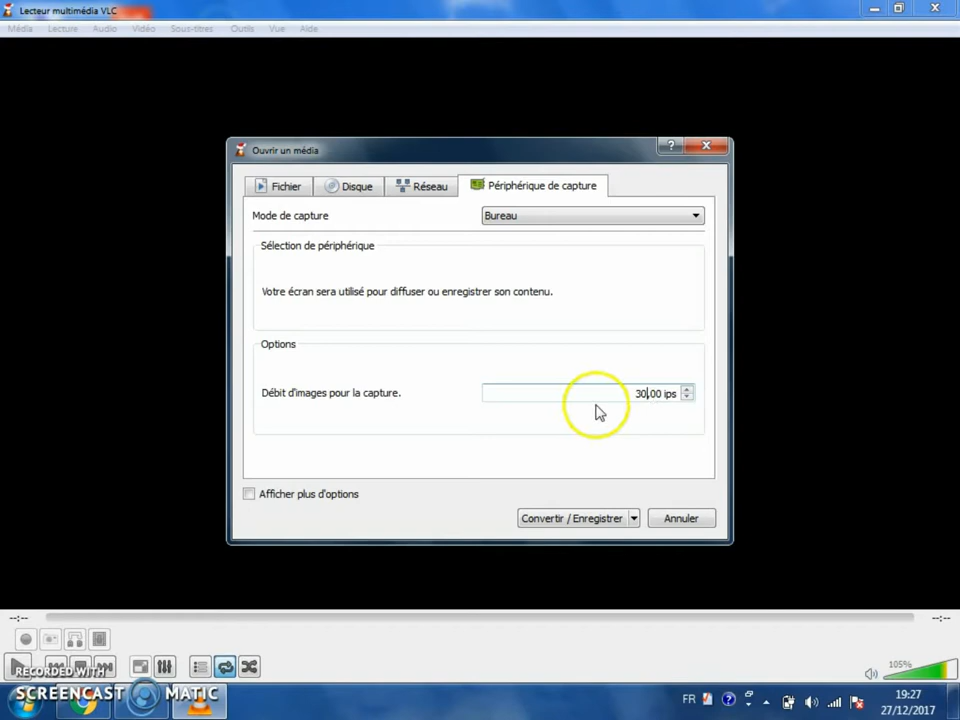 Lecteur multimédia VLC
Média Lecture Audio Vidéo Sous-titres Outils Vue Aide
Ouvrir un média
Fichier Disque Réseau Périphérique de capture
Mode de capture Bureau
Sélection de périphérique
Votre écran sera utilisé pour diffuser ou enregistrer son contenu.
Options
Débit d'images pour la capture. 30,00 ips
Afficher plus d'options
Convertir / Enregistrer Annuler
--:-- --:--
105%
RECORDED WITH
SCREENCAST MATIC
FR 19:27
27/12/2017